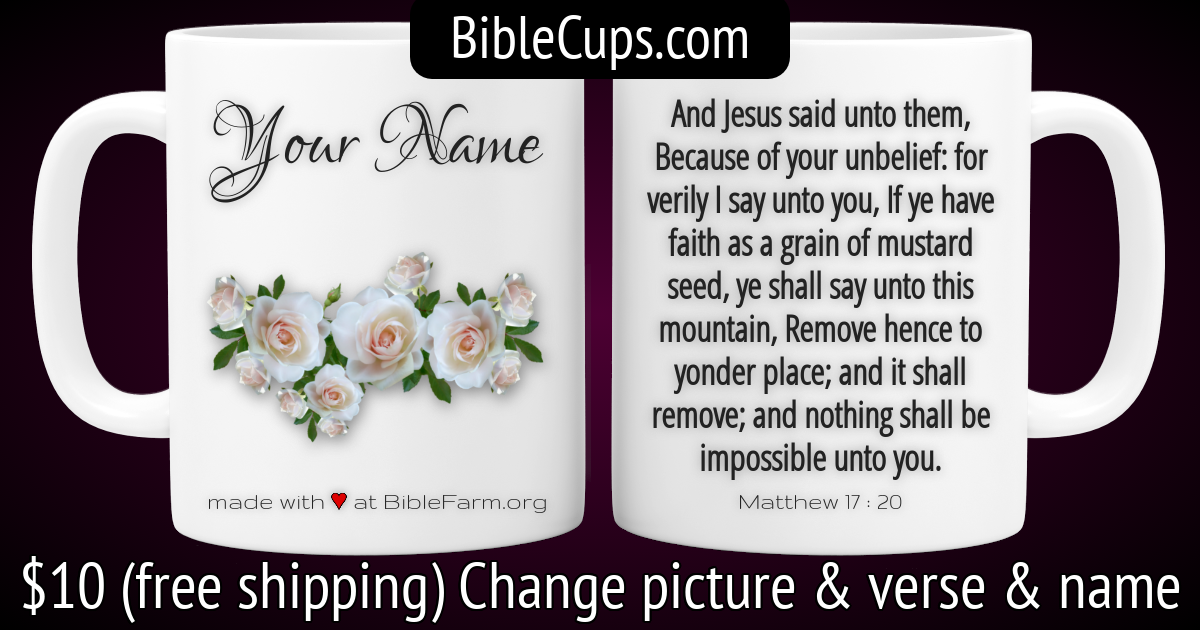 BibleCups.com
Your Name
made with ♥ at BibleFarm.org
And Jesus said unto them,
Because of your unbelief: for
verily I say unto you, If ye have
faith as a grain of mustard
seed, ye shall say unto this
mountain, Remove hence to
yonder place; and it shall
remove; and nothing shall be
impossible unto you.
Matthew 17 : 20
$10 (free shipping) Change picture & verse & name